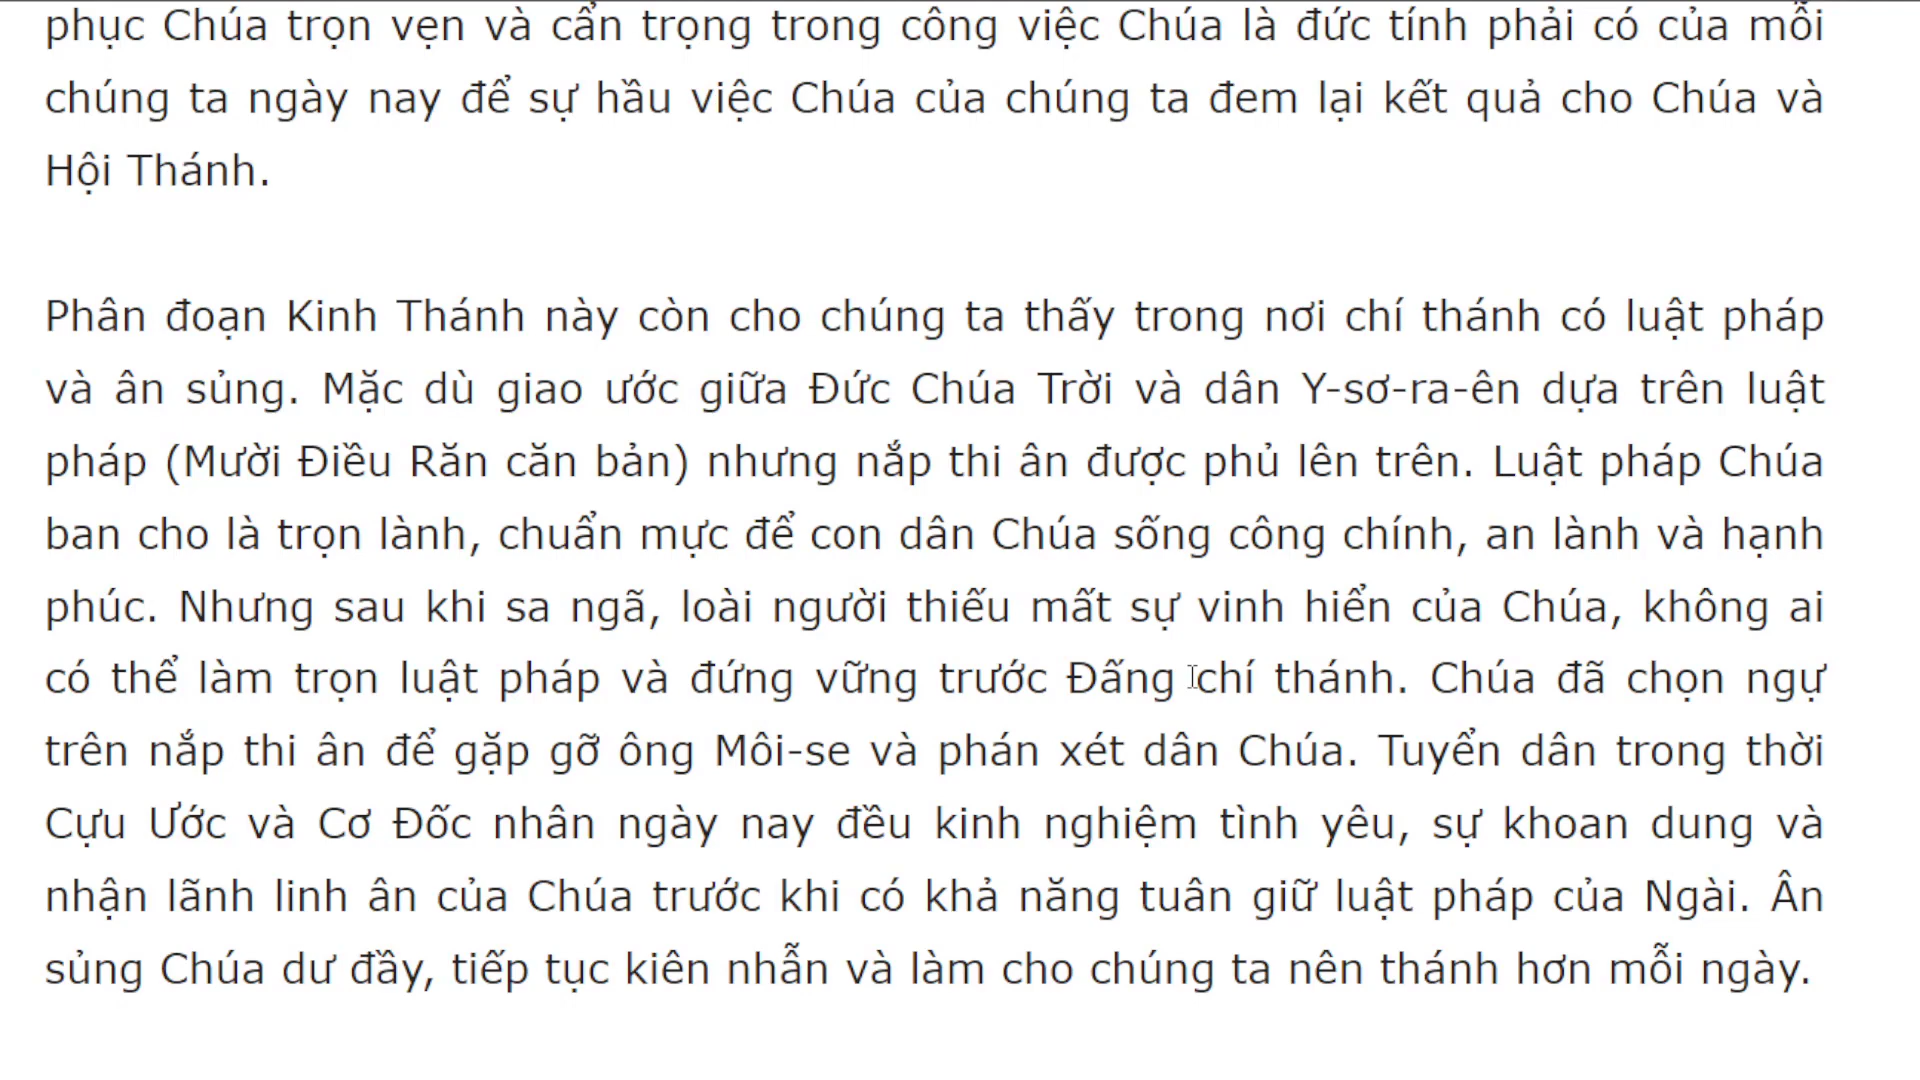 phục Chúa trọn vẹn và cẩn trọng trong công việc Chúa là đức tính phải có của mỗi
chúng ta ngày nay để sự hầu việc Chúa của chúng ta đem lại kết quả cho Chúa và
Hội Thánh.
Phân đoạn Kinh Thánh này còn cho chúng ta thấy trong nơi chí thánh có luật pháp
và ân sủng. Mặc dù giao ước giữa Đức Chúa Trời và dân Y-sơ-ra-ên dựa trên luật
pháp (Mười Điều Răn căn bản) nhưng nắp thi ân được phủ lên trên. Luật pháp Chúa
ban cho là trọn lành, chuẩn mực để con dân Chúa sống công chính, an lành và hạnh
phúc. Nhưng sau khi sa ngã, loài người thiếu mất sự vinh hiển của Chúa, không ai
có thể làm trọn luật pháp và đứng vững trước Đấng chí thánh. Chúa đã chọn ngự
trên nắp thi ân để gặp gỡ ông Môi-se và phán xét dân Chúa. Tuyển dân trong thời
Cựu Ước và Cơ Đốc nhân ngày nay đều kinh nghiệm tình yêu, sự khoan dung và
nhận lãnh linh ân của Chúa trước khi có khả năng tuân giữ luật pháp của Ngài. Ân
sủng Chúa dư đầy, tiếp tục kiên nhẫn và làm cho chúng ta nên thánh hơn mỗi ngày.